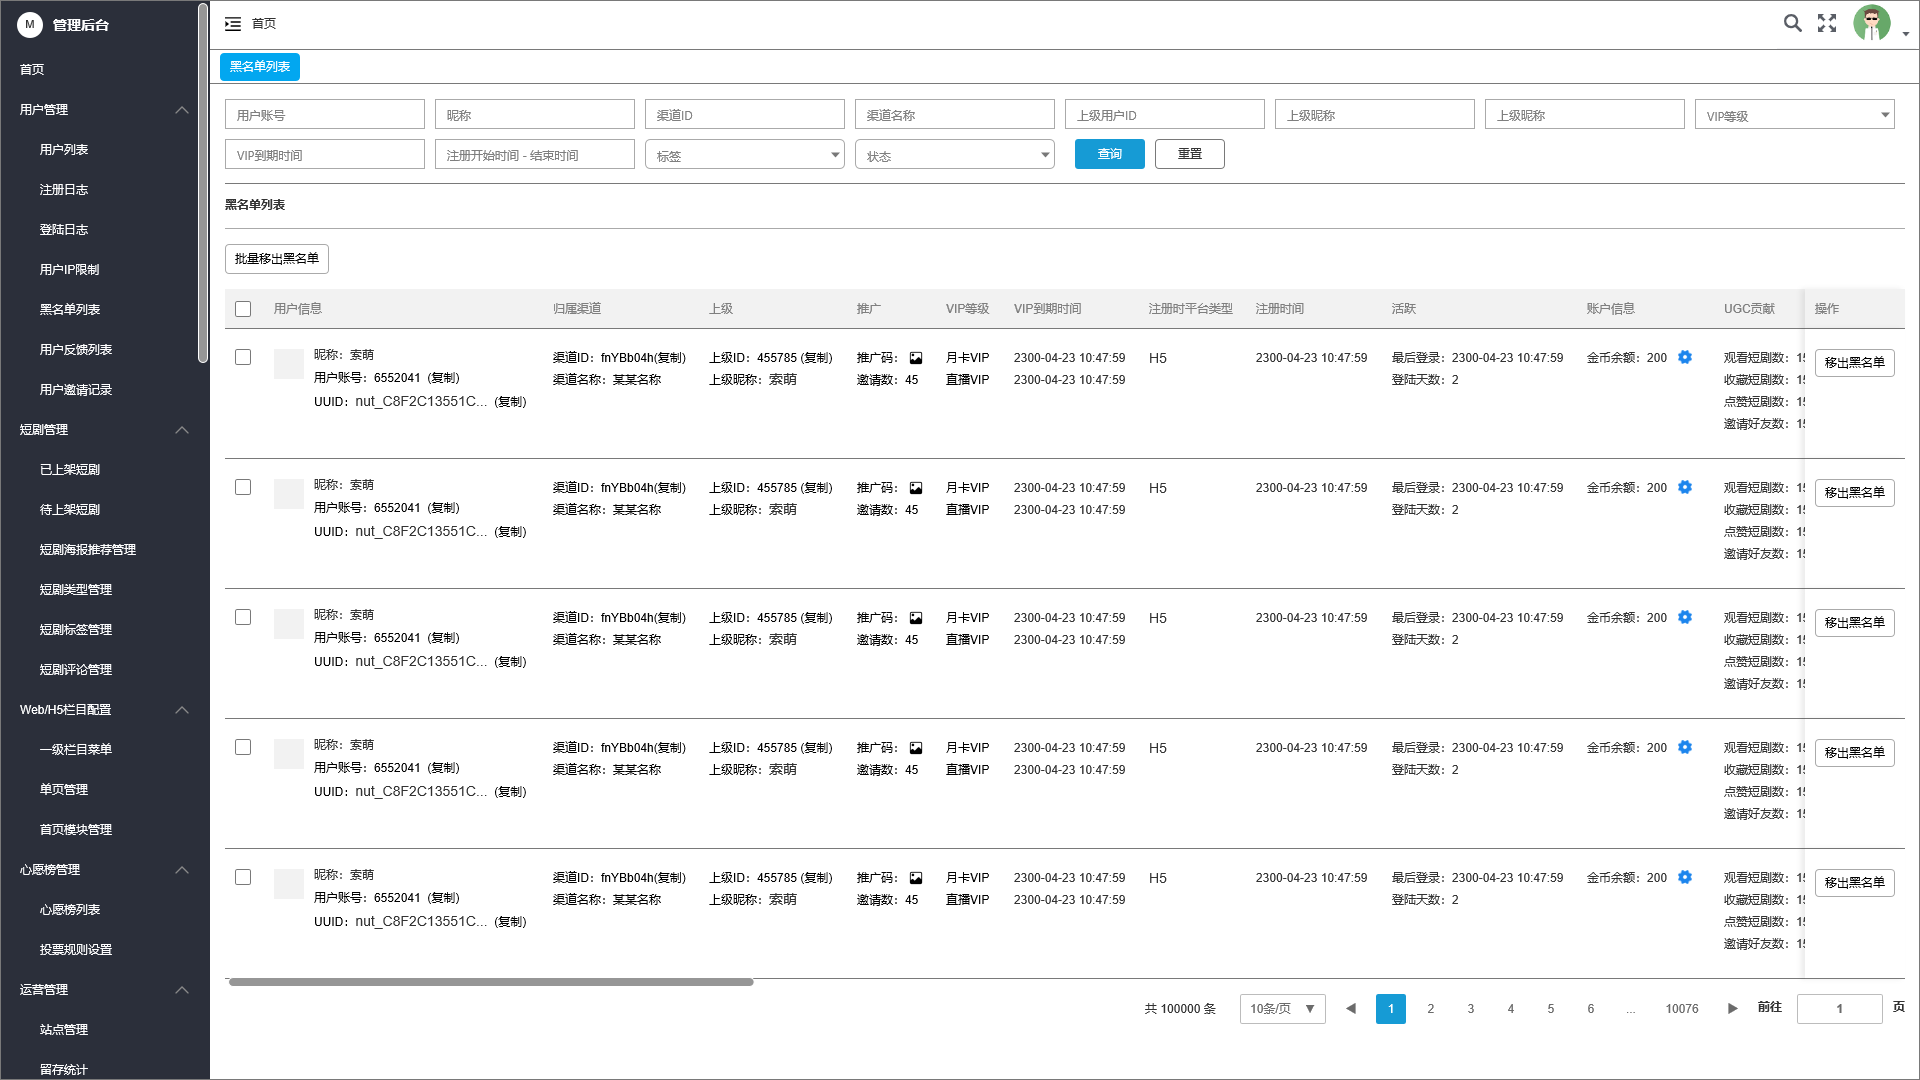 M 管理后台
首页
用户管理
用户列表
注册日志
登陆日志
用户IP限制
黑名单列表
用户反馈列表
用户邀请记录
短剧管理
已上架短剧
待上架短剧
短剧海报推荐管理
短剧类型管理
短剧标签管理
短剧评论管理
Web/H5栏目配置
一级栏目菜单
单页管理
首页模块管理
心愿榜管理
心愿榜列表
投票规则设置
运营管理
站点管理
留存统计
首页
黑名单列表
用户账号 昵称 渠道ID 渠道名称 上级用户ID 上级昵称 上级昵称 VIP等级
VIP到期时间 注册开始时间 - 结束时间 标签 状态 查询 重置
黑名单列表
批量移出黑名单
用户信息 归属渠道 上级 推广 VIP等级 VIP到期时间 注册时平台类型 注册时间 活跃 账户信息 UGC贡献 操作
昵称：索萌
用户账号：6552041 (复制)
UUID：nut_C8F2C13551C... (复制)
渠道ID：fnYBb04h(复制)
渠道名称：某某名称
上级ID：455785 (复制)
上级昵称：索萌
推广码：
邀请数：45
月卡VIP
直播VIP
2300-04-23 10:47:59
2300-04-23 10:47:59
H5
2300-04-23 10:47:59
最后登录：2300-04-23 10:47:59
登陆天数：2
金币余额：200
观看短剧数：
收藏短剧数：
点赞短剧数：
邀请好友数：
移出黑名单
昵称：索萌
用户账号：6552041 (复制)
UUID：nut_C8F2C13551C... (复制)
渠道ID：fnYBb04h(复制)
渠道名称：某某名称
上级ID：455785 (复制)
上级昵称：索萌
推广码：
邀请数：45
月卡VIP
直播VIP
2300-04-23 10:47:59
2300-04-23 10:47:59
H5
2300-04-23 10:47:59
最后登录：2300-04-23 10:47:59
登陆天数：2
金币余额：200
观看短剧数：
收藏短剧数：
点赞短剧数：
邀请好友数：
移出黑名单
昵称：索萌
用户账号：6552041 (复制)
UUID：nut_C8F2C13551C... (复制)
渠道ID：fnYBb04h(复制)
渠道名称：某某名称
上级ID：455785 (复制)
上级昵称：索萌
推广码：
邀请数：45
月卡VIP
直播VIP
2300-04-23 10:47:59
2300-04-23 10:47:59
H5
2300-04-23 10:47:59
最后登录：2300-04-23 10:47:59
登陆天数：2
金币余额：200
观看短剧数：
收藏短剧数：
点赞短剧数：
邀请好友数：
移出黑名单
昵称：索萌
用户账号：6552041 (复制)
UUID：nut_C8F2C13551C... (复制)
渠道ID：fnYBb04h(复制)
渠道名称：某某名称
上级ID：455785 (复制)
上级昵称：索萌
推广码：
邀请数：45
月卡VIP
直播VIP
2300-04-23 10:47:59
2300-04-23 10:47:59
H5
2300-04-23 10:47:59
最后登录：2300-04-23 10:47:59
登陆天数：2
金币余额：200
观看短剧数：
收藏短剧数：
点赞短剧数：
邀请好友数：
移出黑名单
昵称：索萌
用户账号：6552041 (复制)
UUID：nut_C8F2C13551C... (复制)
渠道ID：fnYBb04h(复制)
渠道名称：某某名称
上级ID：455785 (复制)
上级昵称：索萌
推广码：
邀请数：45
月卡VIP
直播VIP
2300-04-23 10:47:59
2300-04-23 10:47:59
H5
2300-04-23 10:47:59
最后登录：2300-04-23 10:47:59
登陆天数：2
金币余额：200
观看短剧数：
收藏短剧数：
点赞短剧数：
邀请好友数：
移出黑名单
共 100000 条 10条/页 ▼ ◀ 1 2 3 4 5 6 ... 10076 ▶ 前往 1 页